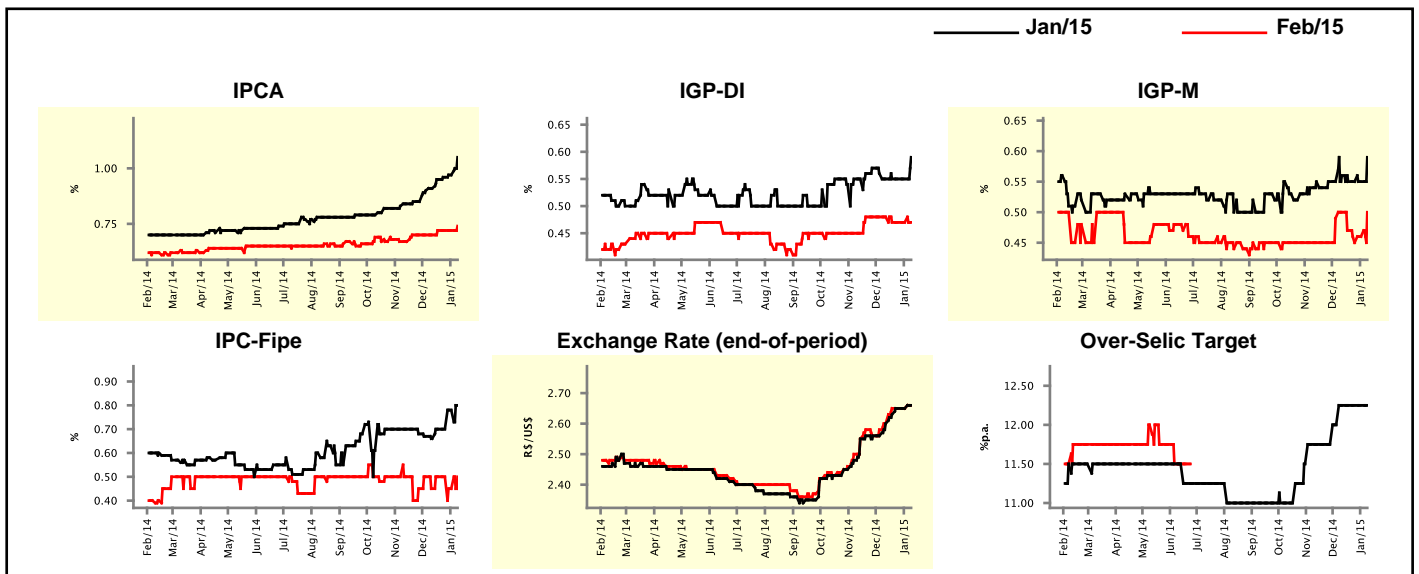 Jan/15 Feb/15
IPCA
%
1.00
0.75
Feb/14 Mar/14 Apr/14 May/14 Jun/14 Jul/14 Aug/14 Sep/14 Oct/14 Nov/14 Dec/14 Jan/15
IGP-DI
0.65
0.60
0.55
0.50
0.45
Feb/14 Mar/14 Apr/14 May/14 Jun/14 Jul/14 Aug/14 Sep/14 Oct/14 Nov/14 Dec/14 Jan/15
%
IGP-M
%
0.65
0.60
0.55
0.50
0.45
Feb/14 Mar/14 Apr/14 May/14 Jun/14 Jul/14 Aug/14 Sep/14 Oct/14 Nov/14 Dec/14 Jan/15
IPC-Fipe
%
0.90
0.80
0.70
0.60
0.50
0.40
Feb/14 Mar/14 Apr/14 May/14 Jun/14 Jul/14 Aug/14 Sep/14 Oct/14 Nov/14 Dec/14 Jan/15
Exchange Rate (end-of-period)
R$/US$
2.70
2.60
2.50
2.40
Feb/14 Mar/14 Apr/14 May/14 Jun/14 Jul/14 Aug/14 Sep/14 Oct/14 Nov/14 Dec/14 Jan/15
Over-Selic Target
%p.a.
12.50
12.00
11.50
11.00
Feb/14 Mar/14 Apr/14 May/14 Jun/14 Jul/14 Aug/14 Sep/14 Oct/14 Nov/14 Dec/14 Jan/15